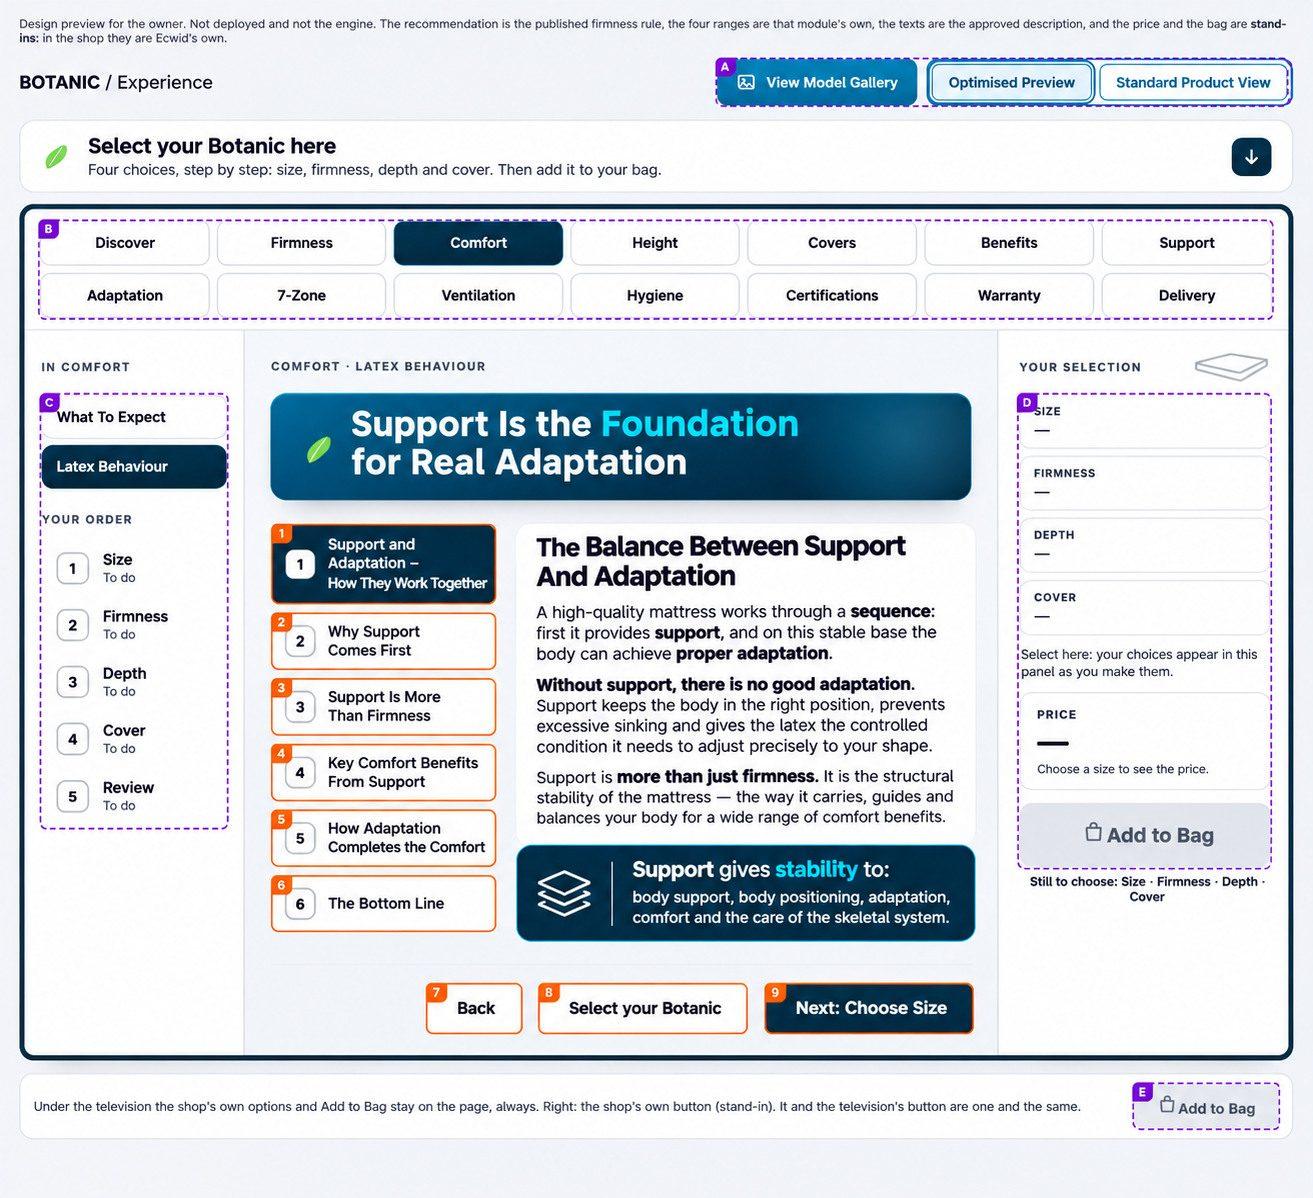 Design preview for the owner. Not deployed and not the engine. The recommendation is the published firmness rule, the four ranges are that module's own, the texts are the approved description, and the price and the bag are stand-
ins: in the shop they are Ecwid's own.
BOTANIC / Experience
A
View Model Gallery
Optimised Preview
Standard Product View
Select your Botanic here
Four choices, step by step: size, firmness, depth and cover. Then add it to your bag.
B
Discover
Firmness
Comfort
Height
Covers
Benefits
Support
Adaptation
7-Zone
Ventilation
Hygiene
Certifications
Warranty
Delivery
IN COMFORT
C
What To Expect
Latex Behaviour
YOUR ORDER
1
Size
To do
2
Firmness
To do
3
Depth
To do
4
Cover
To do
5
Review
To do
COMFORT · LATEX BEHAVIOUR
Support Is the Foundation
for Real Adaptation
1
1
Support and
Adaptation –
How They Work Together
2
2
Why Support
Comes First
3
3
Support Is More
Than Firmness
4
4
Key Comfort Benefits
From Support
5
5
How Adaptation
Completes the Comfort
6
6
The Bottom Line
The Balance Between Support
And Adaptation
A high-quality mattress works through a sequence:
first it provides support, and on this stable base the
body can achieve proper adaptation.
Without support, there is no good adaptation.
Support keeps the body in the right position, prevents
excessive sinking and gives the latex the controlled
condition it needs to adjust precisely to your shape.
Support is more than just firmness. It is the structural
stability of the mattress — the way it carries, guides and
balances your body for a wide range of comfort benefits.
Support gives stability to:
body support, body positioning, adaptation,
comfort and the care of the skeletal system.
7
Back
8
Select your Botanic
9
Next: Choose Size
YOUR SELECTION
D
SIZE
—
FIRMNESS
—
DEPTH
—
COVER
—
Select here: your choices appear in this
panel as you make them.
PRICE
—
Choose a size to see the price.
Add to Bag
Still to choose: Size · Firmness · Depth ·
Cover
Under the television the shop's own options and Add to Bag stay on the page, always. Right: the shop's own button (stand-in). It and the television's button are one and the same.
E
Add to Bag